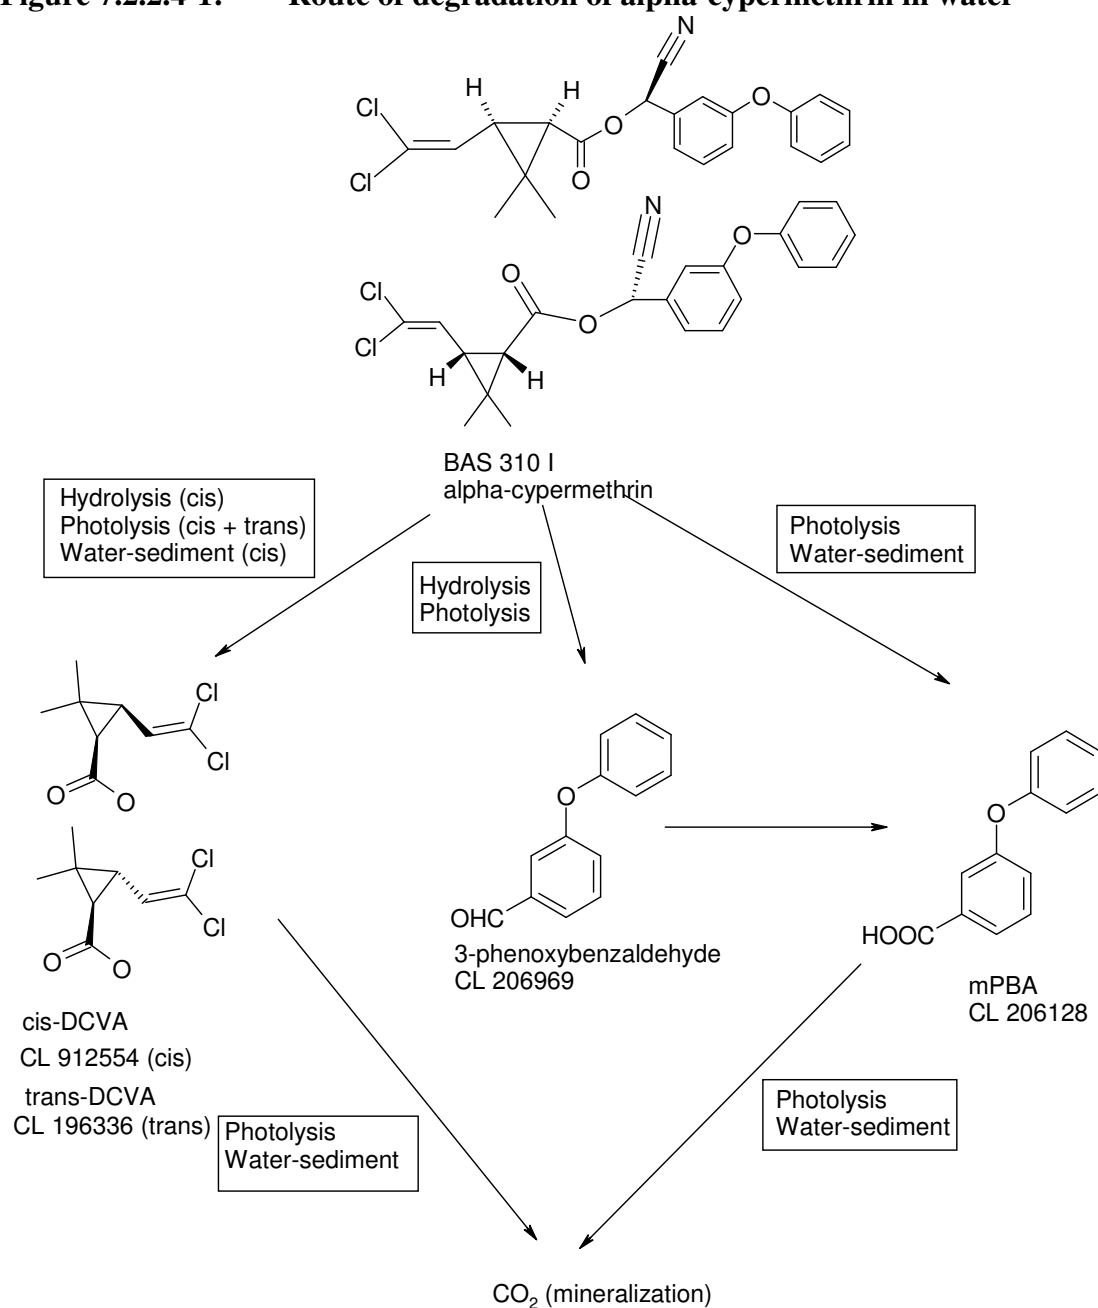 Figure 7.2.2.4-1: Route of degradation of alpha-cypermethrin in water
N
H
H
Cl
Cl
O
O
O
N
O
O
O
Cl
Cl
H
H
BAS 310 I
alpha-cypermethrin
Hydrolysis (cis)
Photolysis (cis + trans)
Water-sediment (cis)
Hydrolysis
Photolysis
Photolysis
Water-sediment
Cl
Cl
O
O
Cl
Cl
O
O
cis-DCVA
CL 912554 (cis)
trans-DCVA
CL 196336 (trans)
O
OHC
3-phenoxybenzaldehyde
CL 206969
O
HOOC
mPBA
CL 206128
Photolysis
Water-sediment
Photolysis
Water-sediment
CO₂ (mineralization)